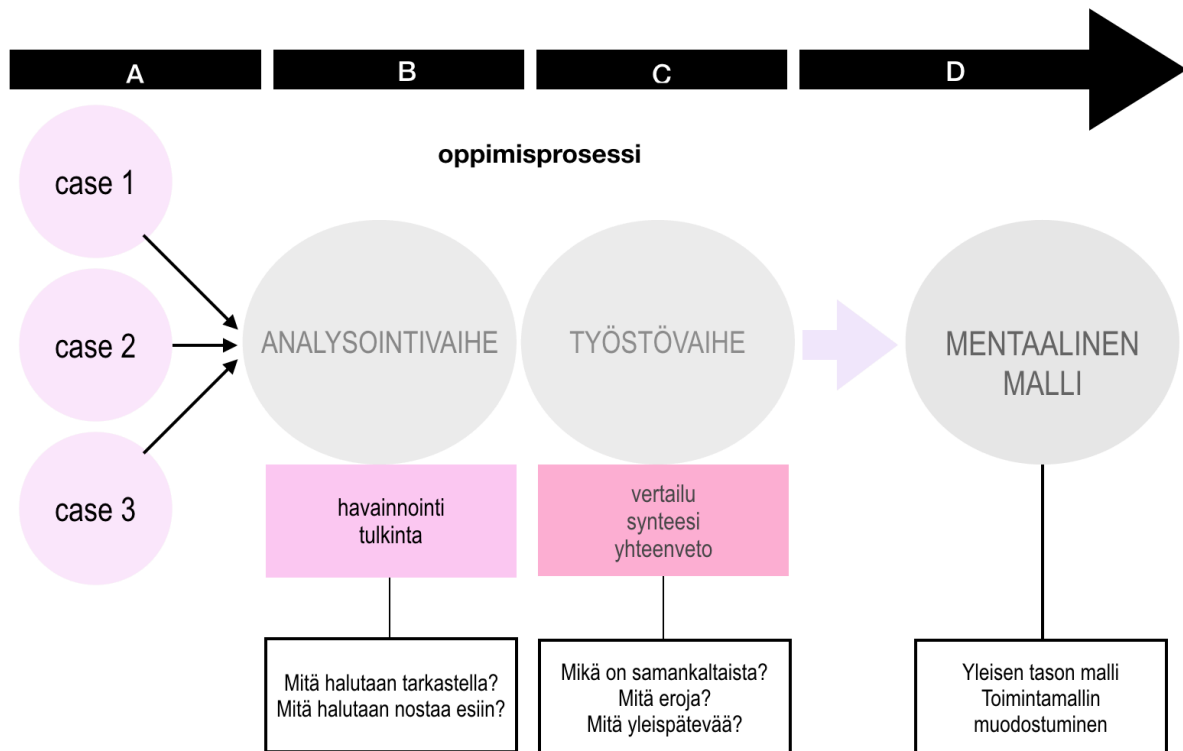 A
B
C
D
oppimisprosessi
case 1
case 2
case 3
ANALYSOINTIVAIHE
TYÖSTÖVAIHE
MENTAALINEN
MALLI
havainnointi
tulkinta
vertailu
synteesi
yhteenveto
Mitä halutaan tarkastella?
Mitä halutaan nostaa esiin?
Mikä on samankaltaista?
Mitä eroja?
Mitä yleispätevää?
Yleisen tason malli
Toimintamallin
muodostuminen